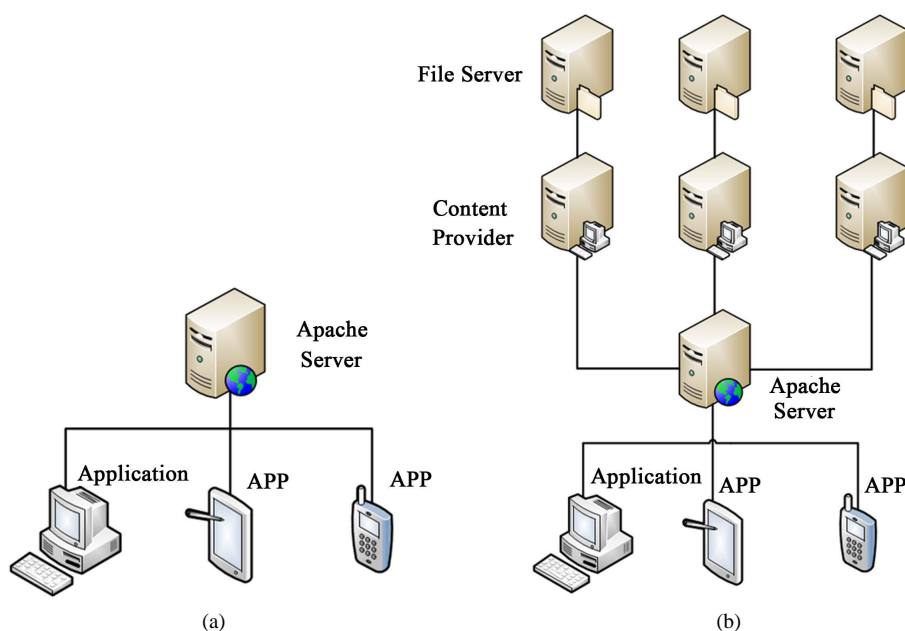 File Server
Content
Provider
Apache
Server
Application
APP
APP
(a)
Apache
Server
Application
APP
APP
(b)